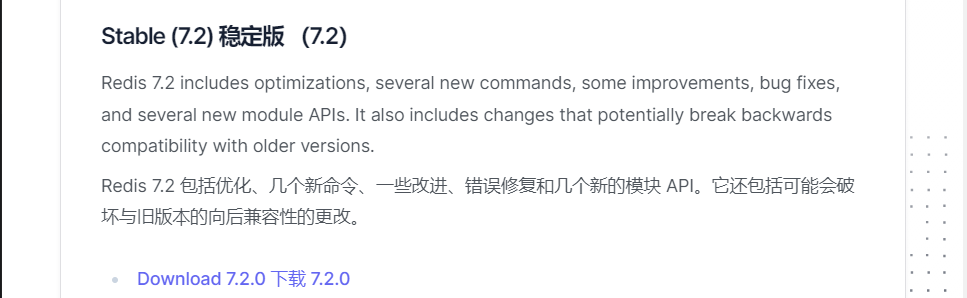 Stable (7.2) 稳定版 （7.2）
Redis 7.2 includes optimizations, several new commands, some improvements, bug fixes,
and several new module APIs. It also includes changes that potentially break backwards
compatibility with older versions.
Redis 7.2 包括优化、几个新命令、一些改进、错误修复和几个新的模块 API。它还包括可能会破
坏与旧版本的向后兼容性的更改。
Download 7.2.0 下载 7.2.0